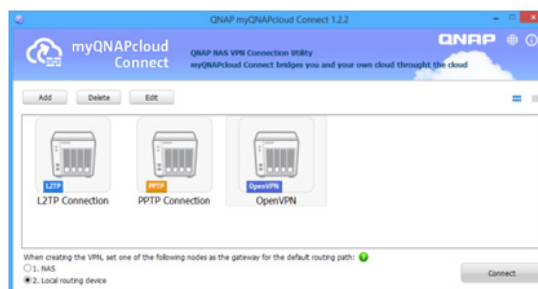 QNAP myQNAPcloud Connect 1.2.2
myQNAPcloud
Connect
QNAP NAS VPN Connection Utility
myQNAPcloud Connect bridges you and your own cloud throught the cloud
QNAP
Add Delete Edit
L2TP PPTP OpenVPN
L2TP Connection PPTP Connection OpenVPN
When creating the VPN, set one of the following nodes as the gateway for the default routing path:
1. NAS
2. Local routing device
Connect